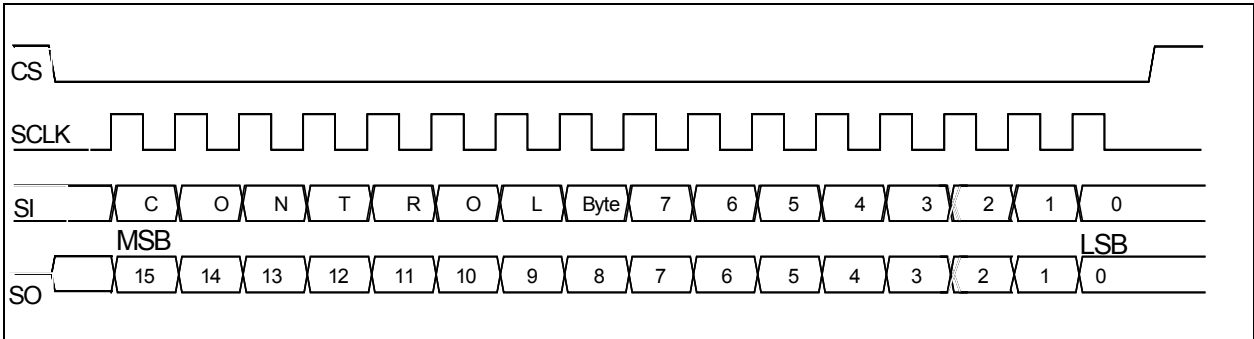 CS
SCLK
SI C O N T R O L Byte 7 6 5 4 3 2 1 0
MSB LSB
SO 15 14 13 12 11 10 9 8 7 6 5 4 3 2 1 0